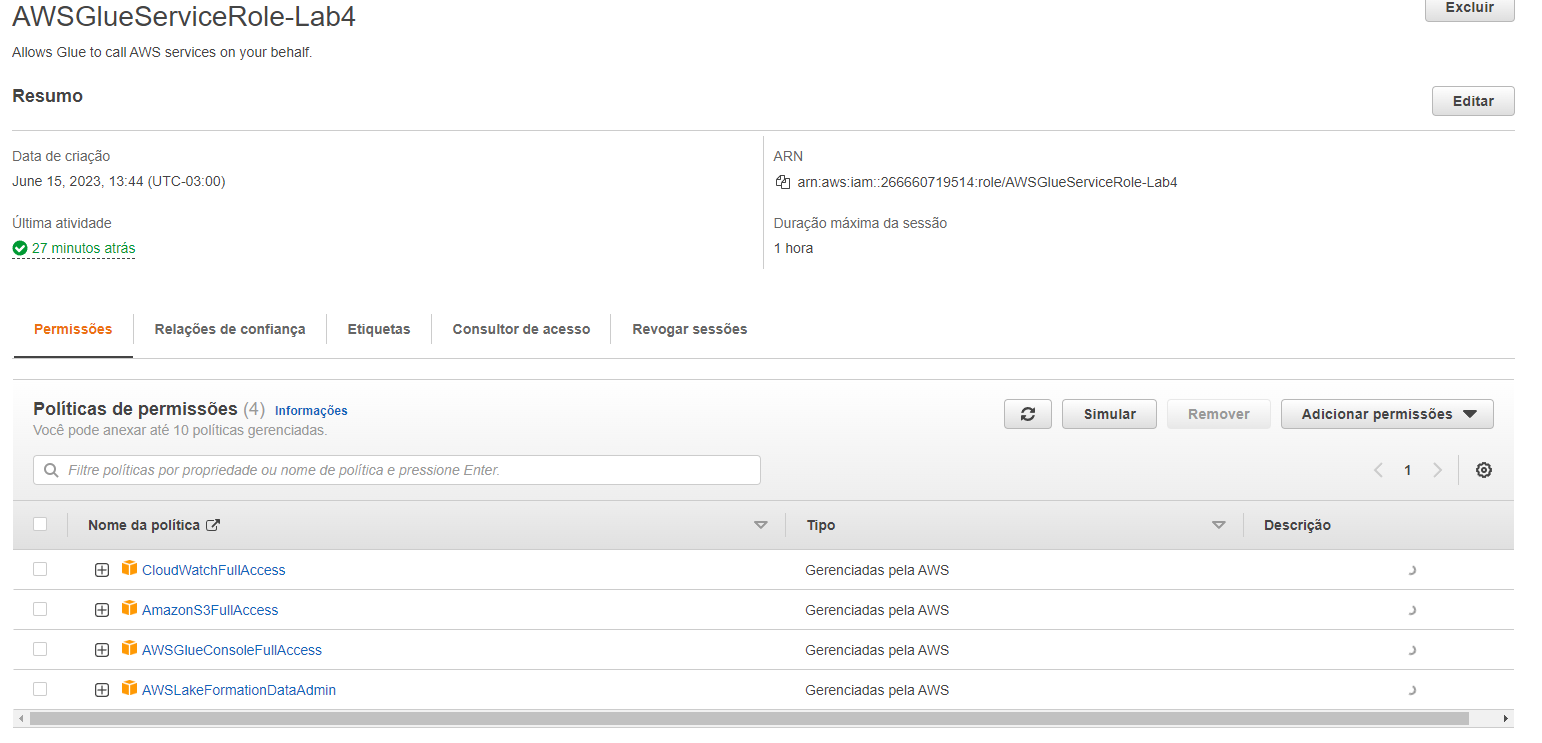 AWSGlueServiceRole-Lab4
Excluir
Allows Glue to call AWS services on your behalf.
Resumo
Editar
Data de criação
June 15, 2023, 13:44 (UTC-03:00)
ARN
arn:aws:iam::266660719514:role/AWSGlueServiceRole-Lab4
Última atividade
27 minutos atrás
Duração máxima da sessão
1 hora
Permissões
Relações de confiança
Etiquetas
Consultor de acesso
Revogar sessões
Políticas de permissões (4) Informações
Você pode anexar até 10 políticas gerenciadas.
Simular
Remover
Adicionar permissões
Filtre políticas por propriedade ou nome de política e pressione Enter.
1
Nome da política
Tipo
Descrição
CloudWatchFullAccess
Gerenciadas pela AWS
AmazonS3FullAccess
Gerenciadas pela AWS
AWSGlueConsoleFullAccess
Gerenciadas pela AWS
AWSLakeFormationDataAdmin
Gerenciadas pela AWS